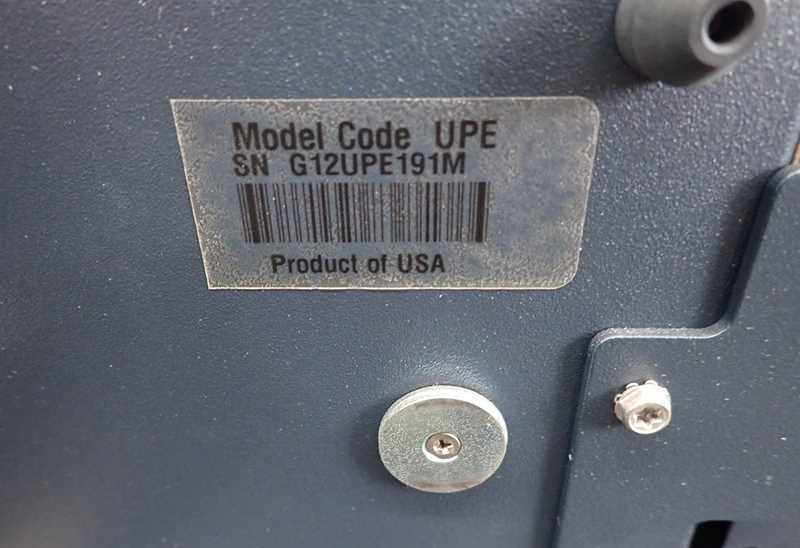 Model Code UPE
SN G12UPE191M
Product of USA